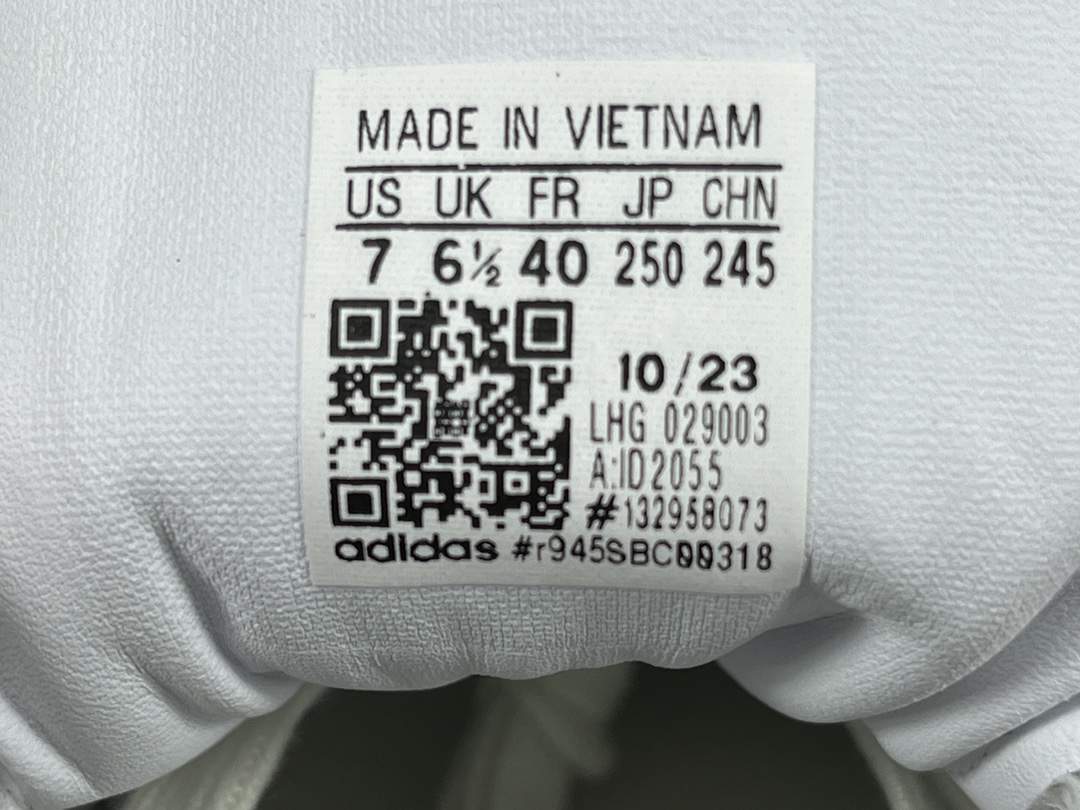 MADE IN VIETNAM
US UK FR JP CHN
7 6½ 40 250 245
10/23
LHG 029003
A:ID2055
#132958073
adidas #r945SBC00318